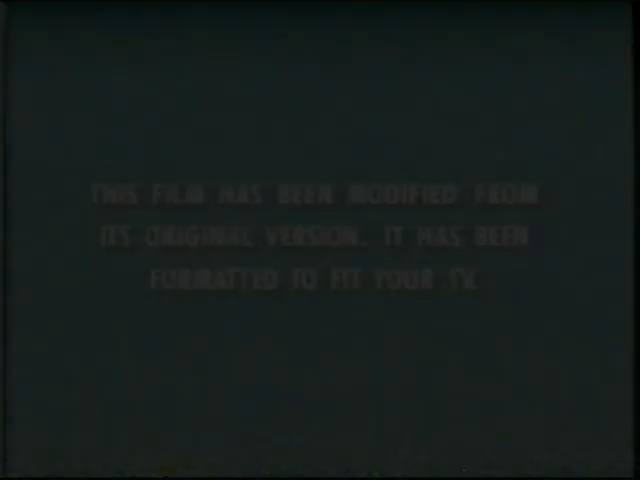 THIS FILM HAS BEEN MODIFIED FROM
ITS ORIGINAL VERSION. IT HAS BEEN
FORMATTED TO FIT YOUR TV.